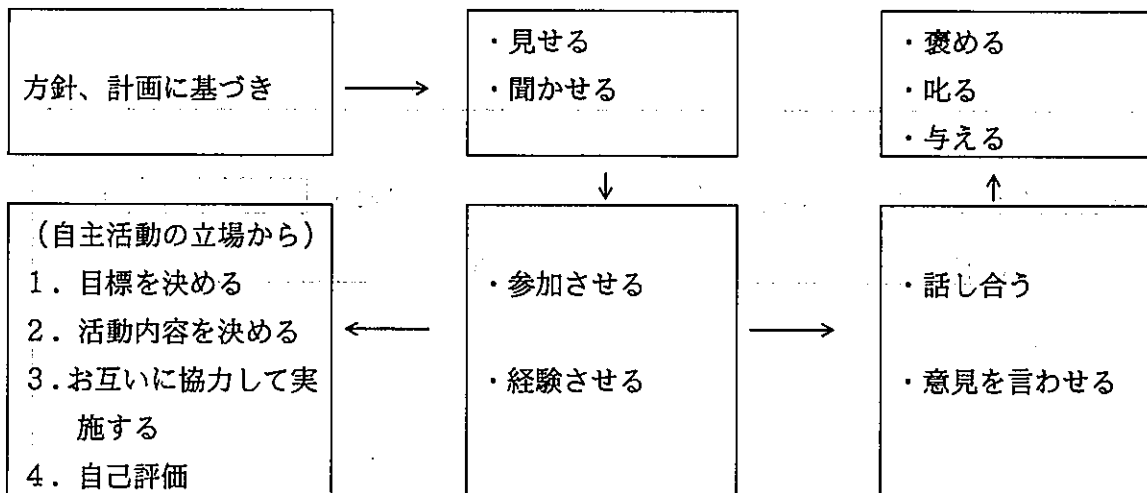 方針、計画に基づき
・見せる
・聞かせる
・褒める
・叱る
・与える
(自主活動の立場から)
1. 目標を決める
2. 活動内容を決める
3. お互いに協力して実
施する
4. 自己評価
・参加させる
・経験させる
・話し合う
・意見を言わせる